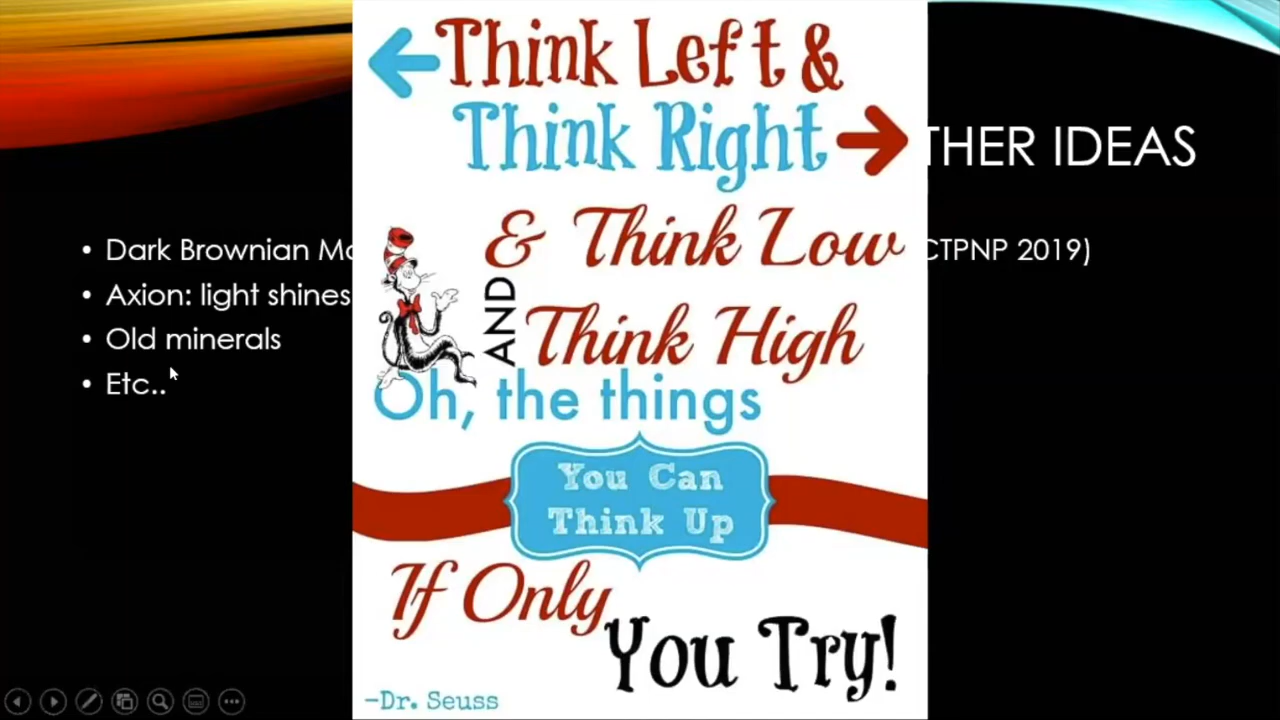 THER IDEAS
• Dark Brownian Mo
CTPNP 2019)
• Axion: light shines
• Old minerals
• Etc..
Think Left &
Think Right
& Think Low
AND
Think High
Oh, the things
You Can
Think Up
If Only
You Try!
-Dr. Seuss